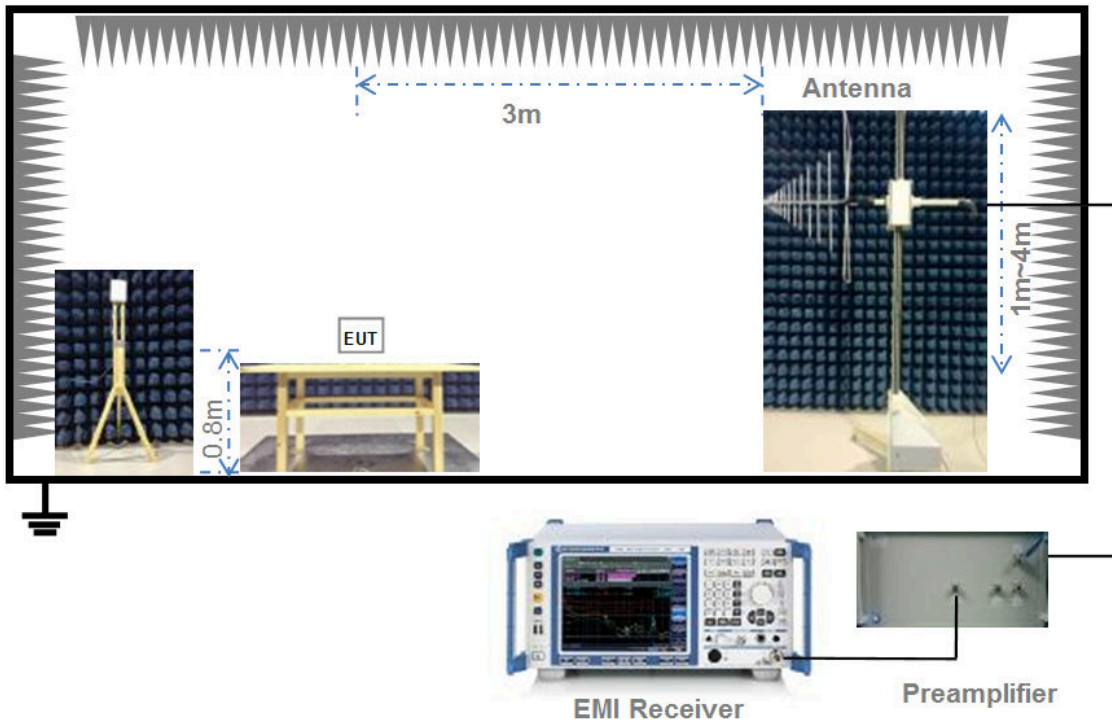 Antenna
3m
1m~4m
EUT
0.8m
EMI Receiver
Preamplifier